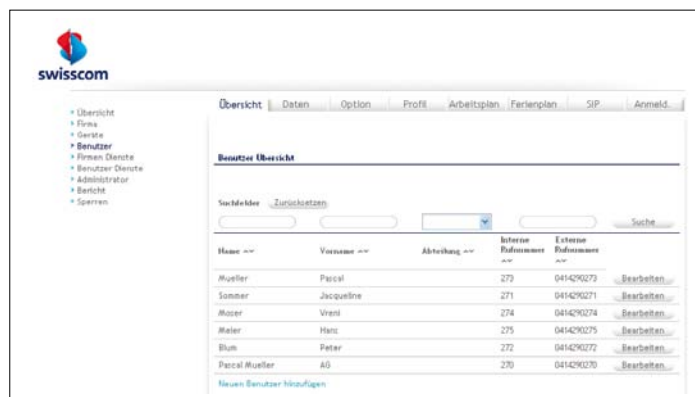 swisscom
Übersicht Daten Option Profil Arbeitsplan Ferienplan SIP Anmeld.
Übersicht
Firma
Geräte
Benutzer
Firmen Dienste
Benutzer Dienste
Administrator
Bericht
Sperren
Benutzer Übersicht
Suchfelder Zurücksetzen
Suche
Name Vorname Abteilung Interne Rufnummer Externe Rufnummer
Mueller Pascal 273 0414290273 Bearbeiten
Sommer Jacqueline 271 0414290271 Bearbeiten
Moser Vreni 274 0414290274 Bearbeiten
Meier Hans 275 0414290275 Bearbeiten
Blum Peter 272 0414290272 Bearbeiten
Pascal Mueller AG 270 0414290270 Bearbeiten
Neuen Benutzer hinzufügen